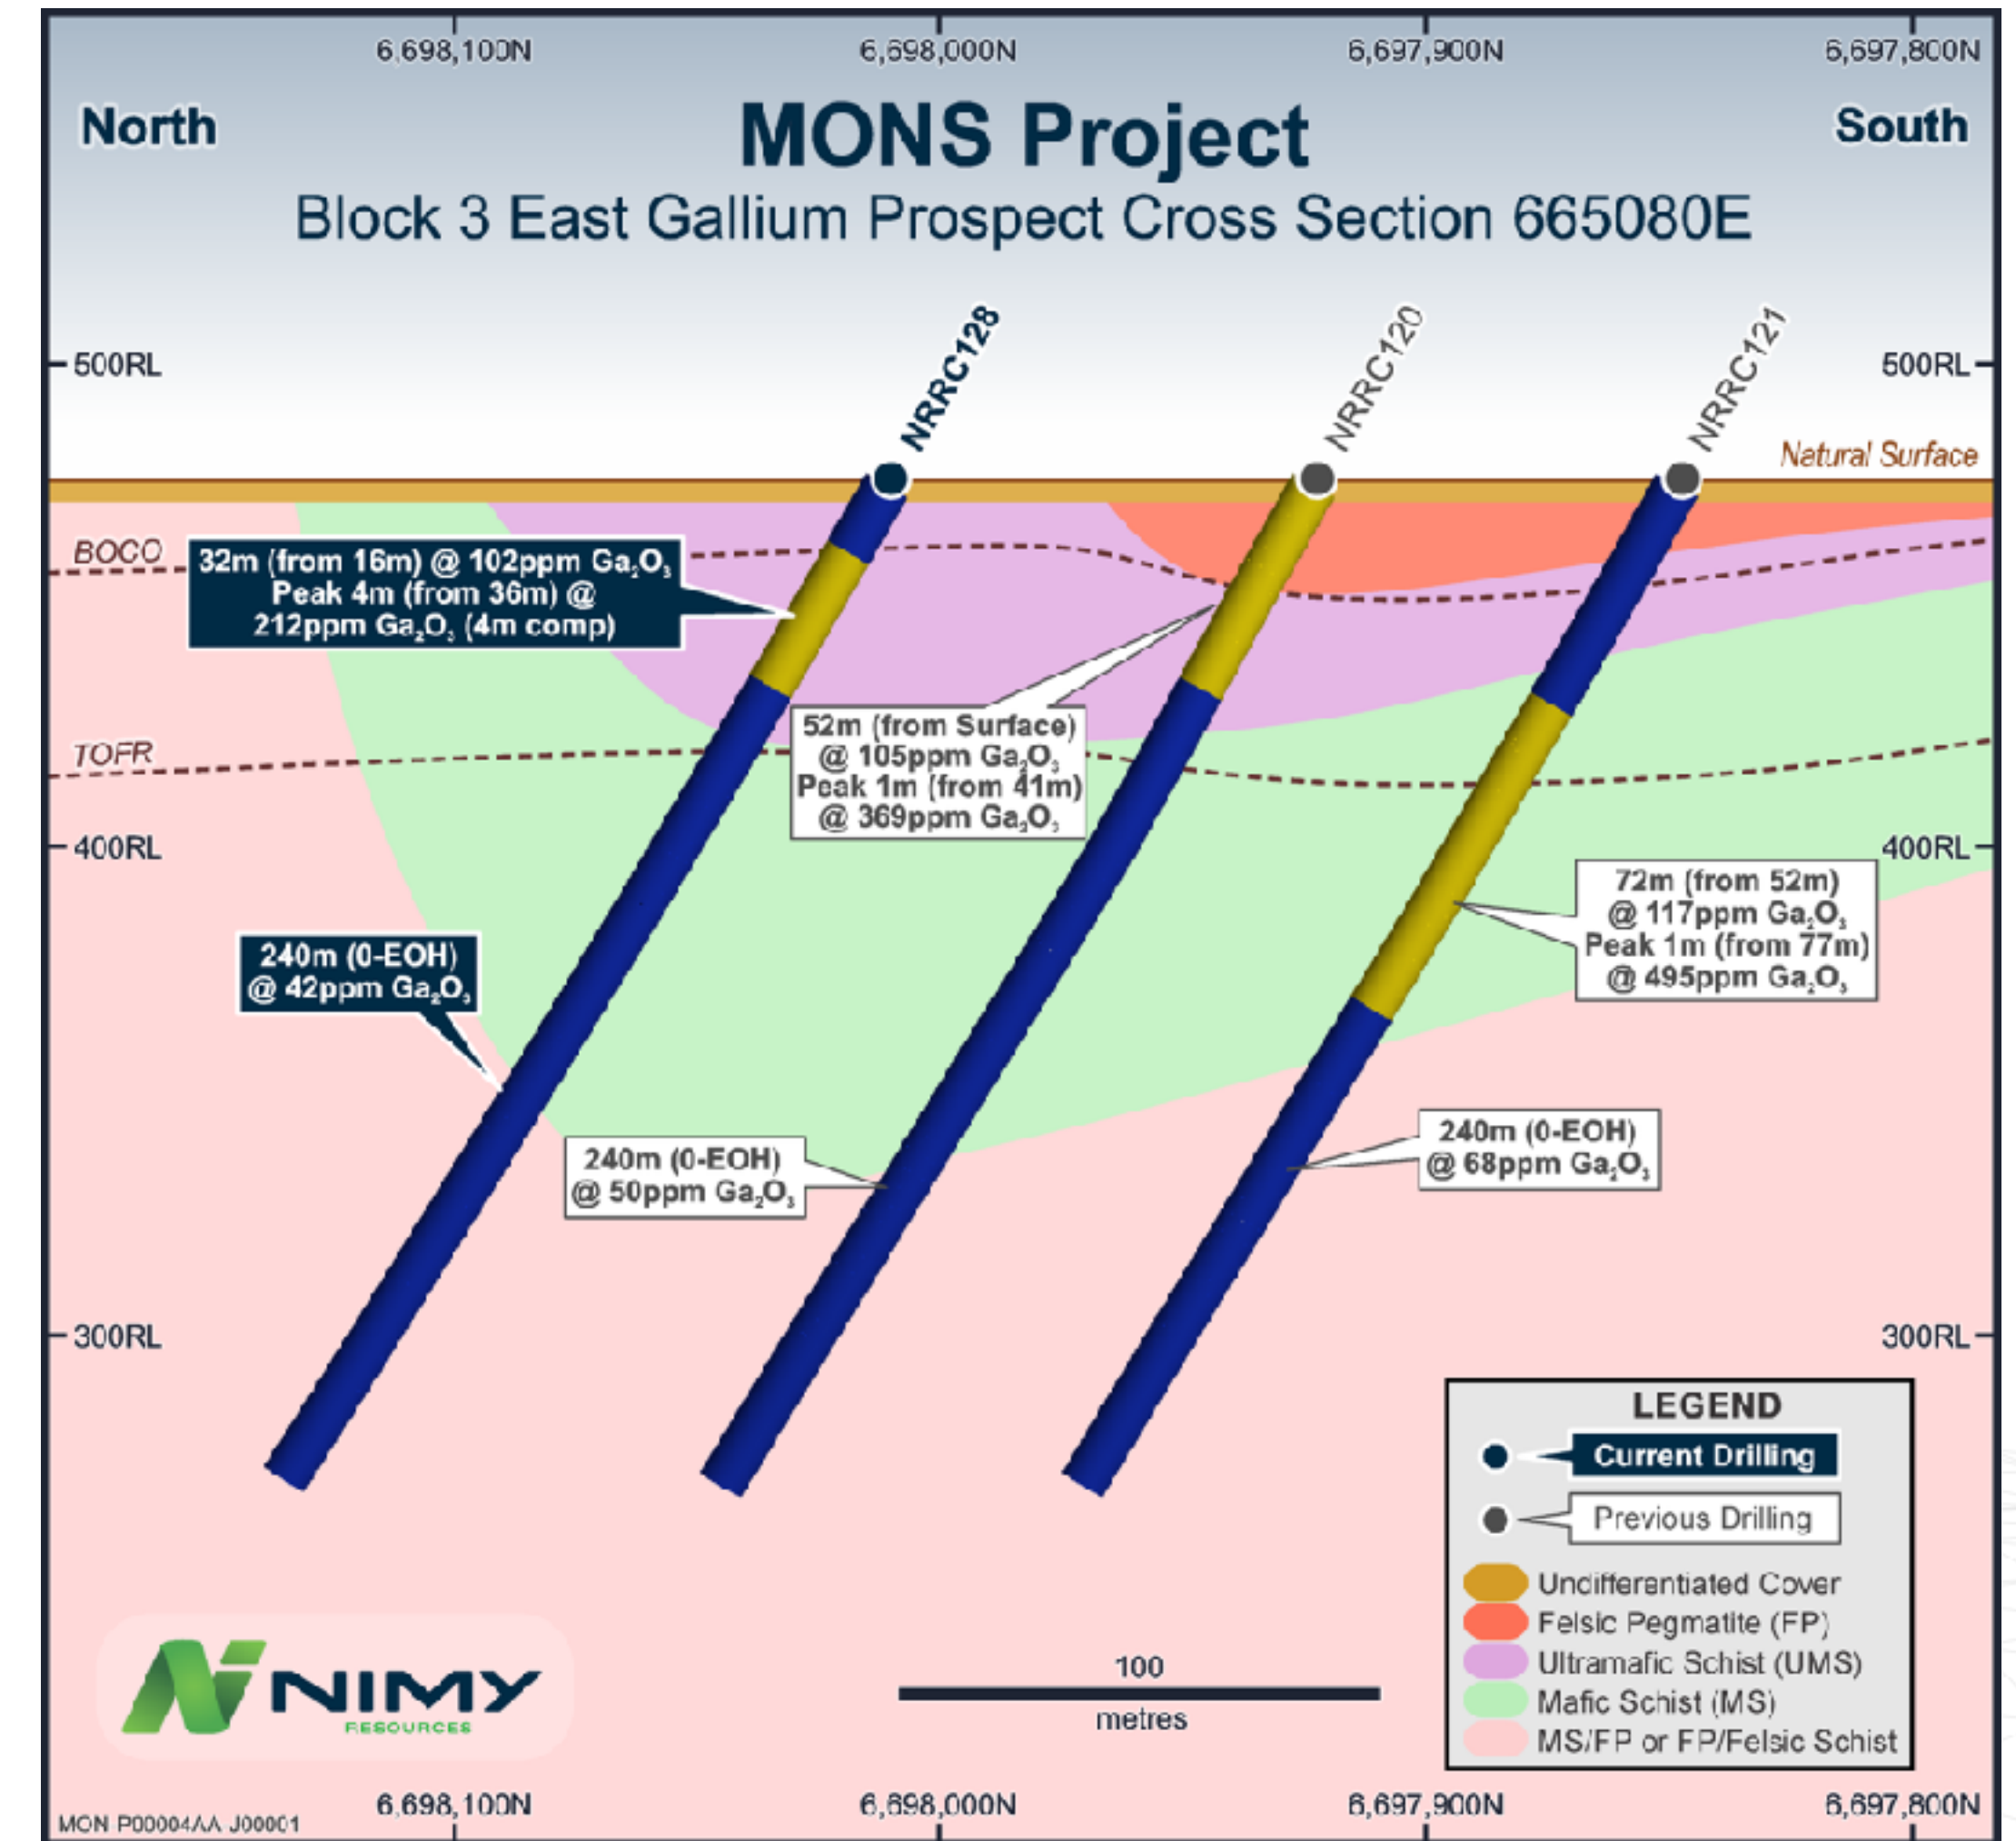 6,698,100N 6,698,000N 6,697,900N 6,697,800N
North
MONS Project
South
Block 3 East Gallium Prospect Cross Section 665080E
NRRC128
NRRC120
NRRC121
500RL
500RL
Natural Surface
BOCO
32m (from 16m) @ 102ppm Ga₂O₃
Peak 4m (from 36m) @
212ppm Ga₂O₃ (4m comp)
52m (from Surface)
@ 105ppm Ga₂O₃
Peak 1m (from 41m)
@ 369ppm Ga₂O₃
TOFR
400RL
400RL
72m (from 52m)
@ 117ppm Ga₂O₃
Peak 1m (from 77m)
@ 495ppm Ga₂O₃
240m (0-EOH)
@ 42ppm Ga₂O₃
240m (0-EOH)
@ 50ppm Ga₂O₃
240m (0-EOH)
@ 68ppm Ga₂O₃
300RL
300RL
LEGEND
Current Drilling
Previous Drilling
Undifferentiated Cover
Felsic Pegmatite (FP)
Ultramafic Schist (UMS)
Mafic Schist (MS)
MS/FP or FP/Felsic Schist
NIMY
RESOURCES
100
metres
6,698,100N 6,698,000N 6,697,900N 6,697,800N
MON P00004AA J00001